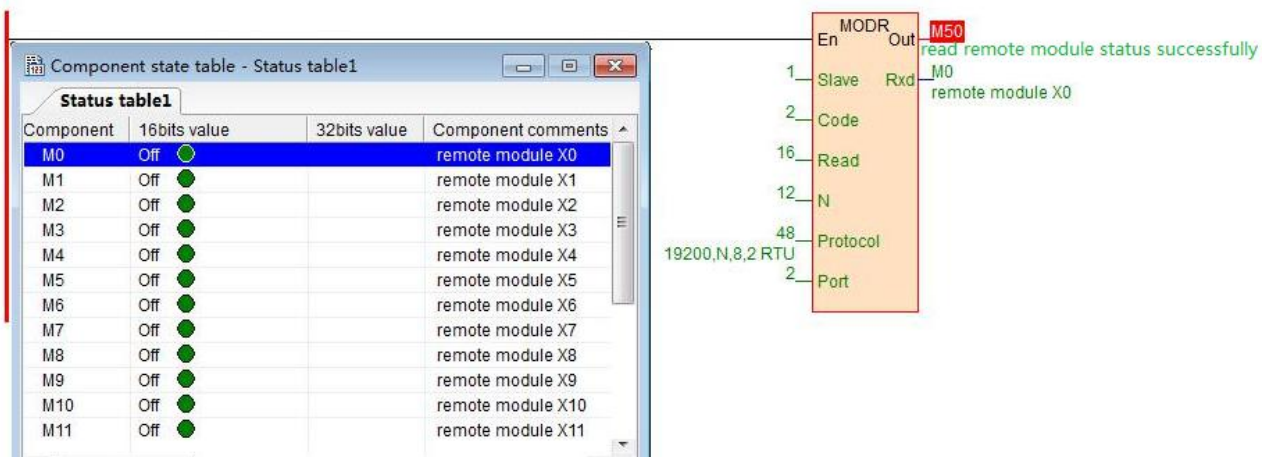 Component state table - Status table1
Status table1
Component 16bits value 32bits value Component comments
M0 Off remote module X0
M1 Off remote module X1
M2 Off remote module X2
M3 Off remote module X3
M4 Off remote module X4
M5 Off remote module X5
M6 Off remote module X6
M7 Off remote module X7
M8 Off remote module X8
M9 Off remote module X9
M10 Off remote module X10
M11 Off remote module X11
MODR
En Out M50
read remote module status successfully
1 Slave Rxd M0
remote module X0
2 Code
16 Read
12 N
48 Protocol
19200,N,8,2 RTU
2 Port